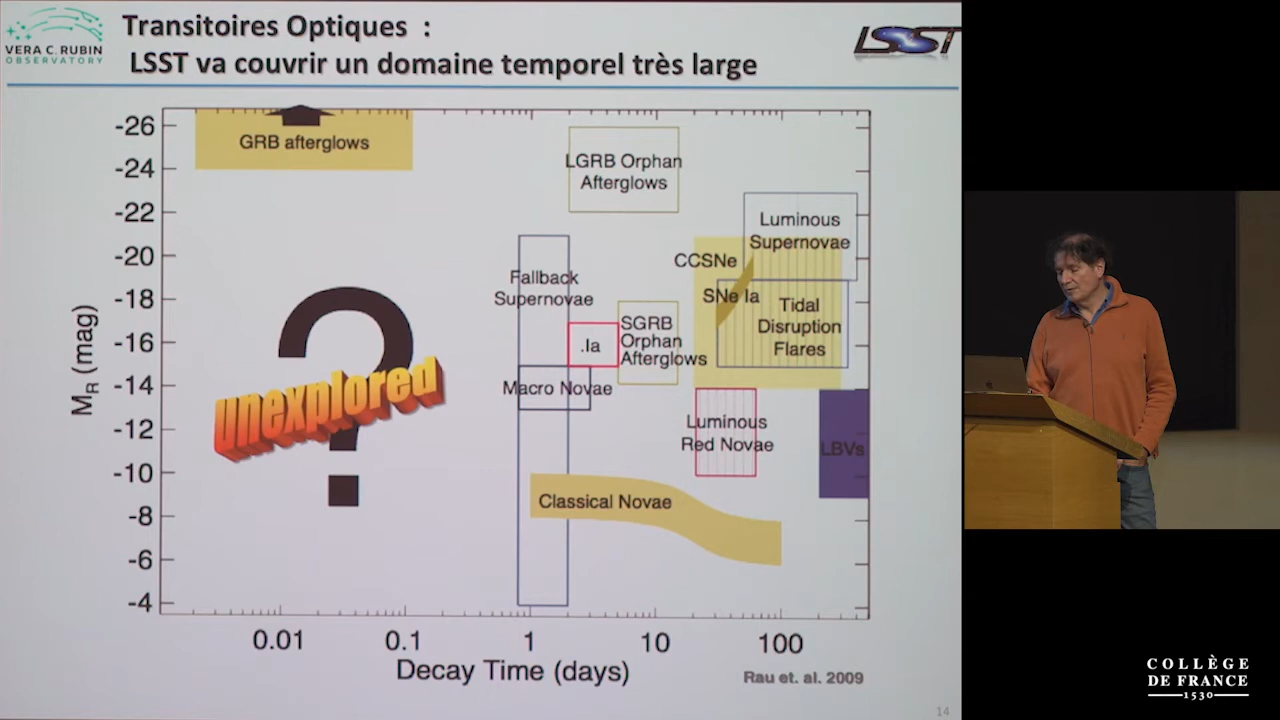 VERA C. RUBIN
OBSERVATORY
Transitoires Optiques :
LSST va couvrir un domaine temporel très large
LSST
-26
-24
-22
-20
-18
-16
-14
-12
-10
-8
-6
-4
M_R (mag)
GRB afterglows
LGRB Orphan
Afterglows
Luminous
Supernovae
CCSNe
Fallback
Supernovae
SNe Ia
Tidal
Disruption
Flares
SGRB
Orphan
Afterglows
.Ia
Macro Novae
?
unexplored
Luminous
Red Novae
LBVs
Classical Novae
0.01
0.1
1
10
100
Decay Time (days)
Rau et. al. 2009
14
COLLÈGE
DE FRANCE
1530